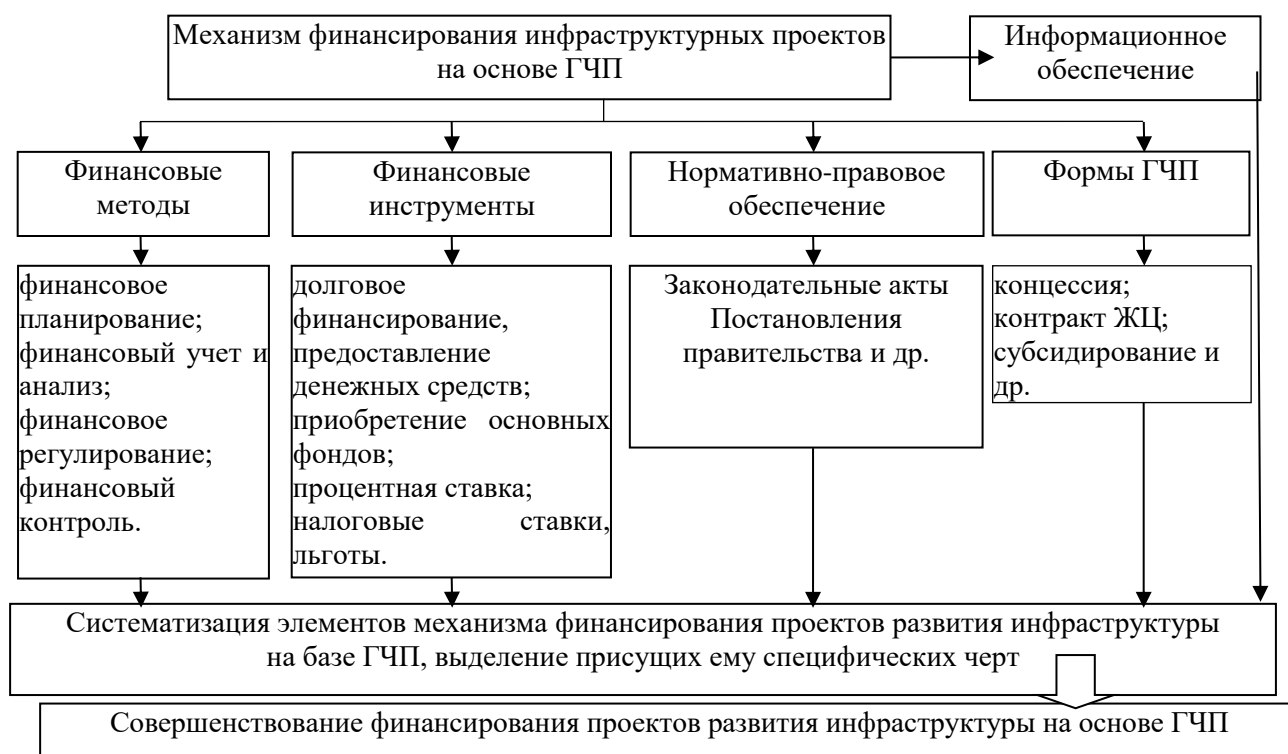 Механизм финансирования инфраструктурных проектов
на основе ГЧП
Информационное
обеспечение
Финансовые
методы
Финансовые
инструменты
Нормативно-правовое
обеспечение
Формы ГЧП
финансовое
планирование;
финансовый учет и
анализ;
финансовое
регулирование;
финансовый
контроль.
долговое
финансирование,
предоставление
денежных средств;
приобретение основных
фондов;
процентная ставка;
налоговые ставки,
льготы.
Законодательные акты
Постановления
правительства и др.
концессия;
контракт ЖЦ;
субсидирование и
др.
Систематизация элементов механизма финансирования проектов развития инфраструктуры
на базе ГЧП, выделение присущих ему специфических черт
Совершенствование финансирования проектов развития инфраструктуры на основе ГЧП